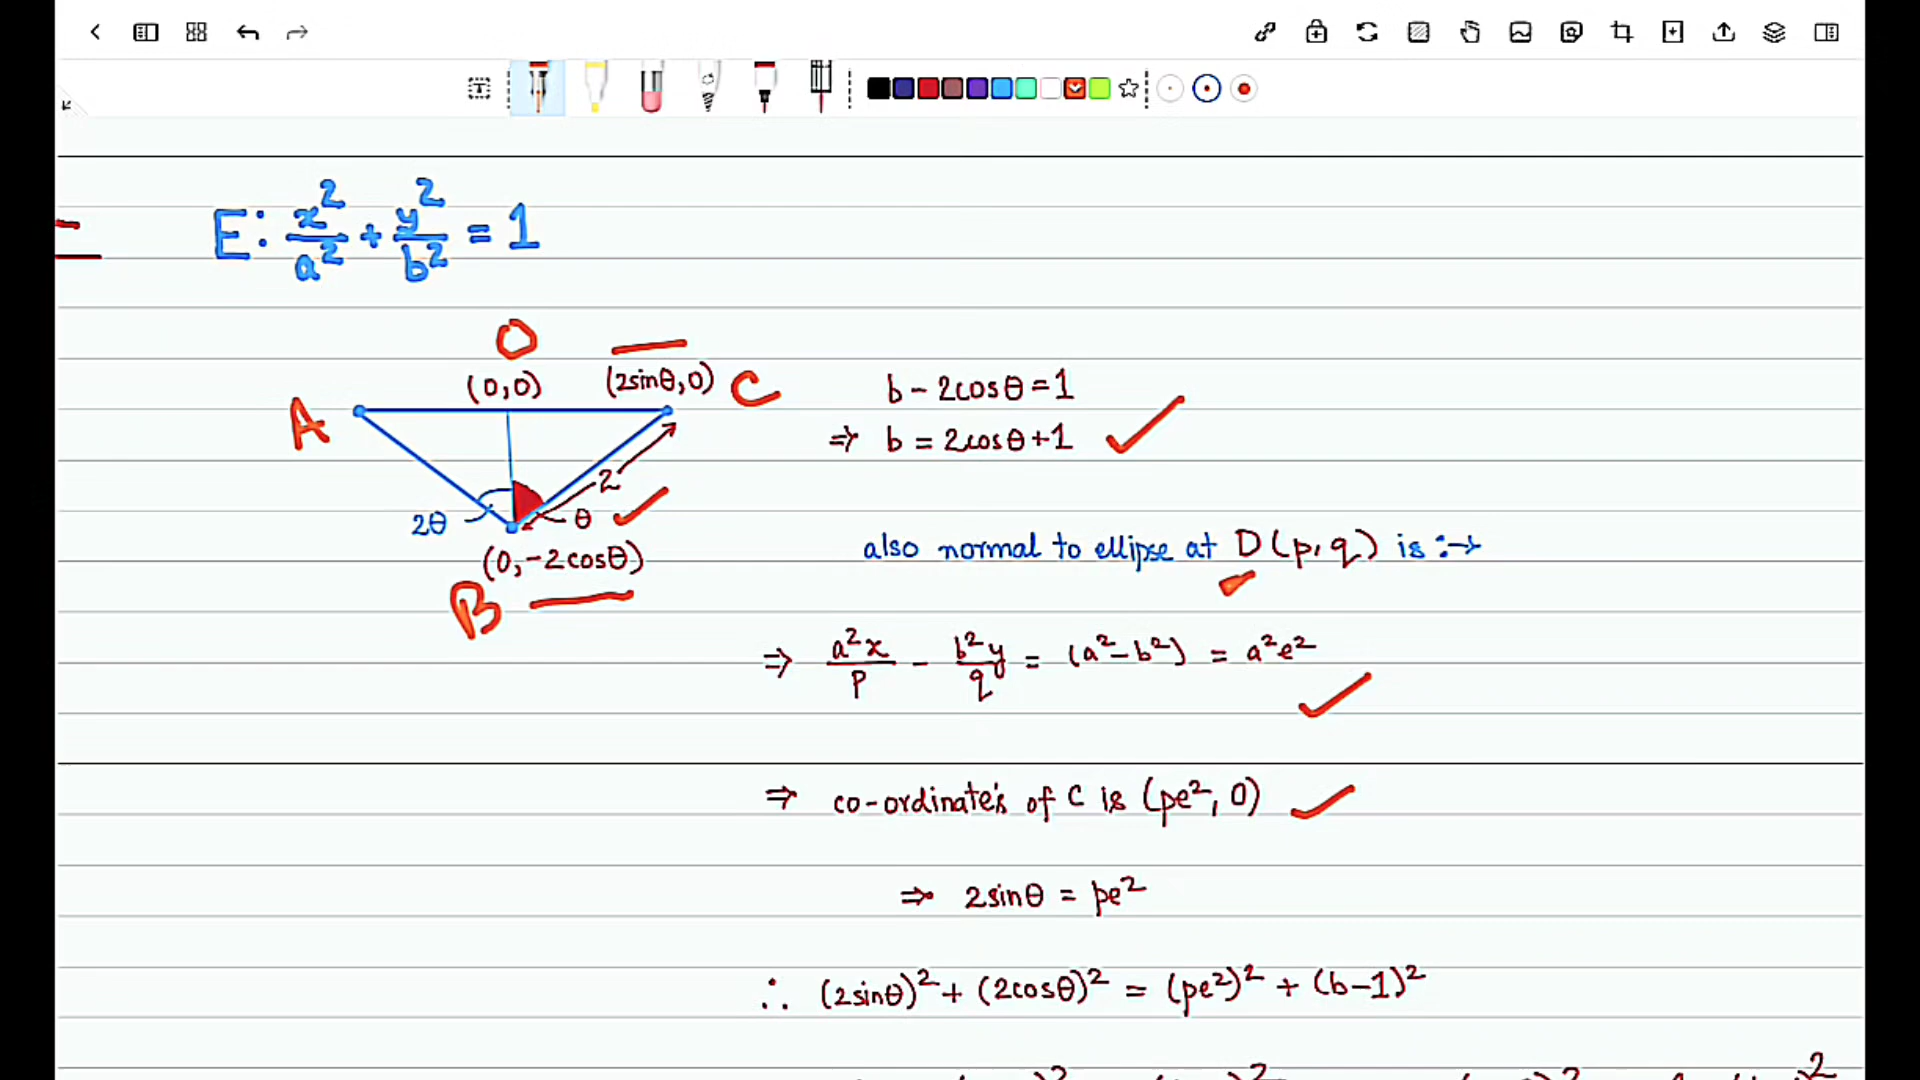 E: x²/a² + y²/b² = 1
O
(0,0)
(2sinθ,0)
C
A
2
2θ
θ
(0,-2cosθ)
B
b - 2cosθ = 1
⇒ b = 2cosθ+1
also normal to ellipse at D(p,q) is :→
⇒ a²x/p - b²y/q = (a²-b²) = a²e²
⇒ co-ordinate's of C is (pe², 0)
⇒ 2sinθ = pe²
∴ (2sinθ)² + (2cosθ)² = (pe²)² + (b-1)²